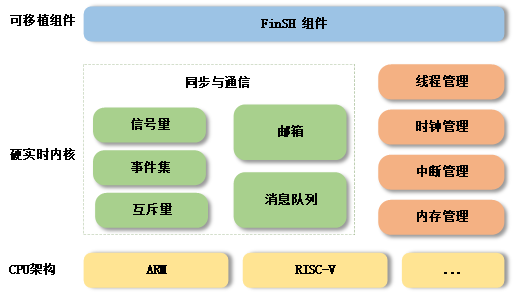 可移植组件
FinSH 组件
硬实时内核
同步与通信
信号量
事件集
互斥量
邮箱
消息队列
线程管理
时钟管理
中断管理
内存管理
CPU架构
ARM
RISC-V
...